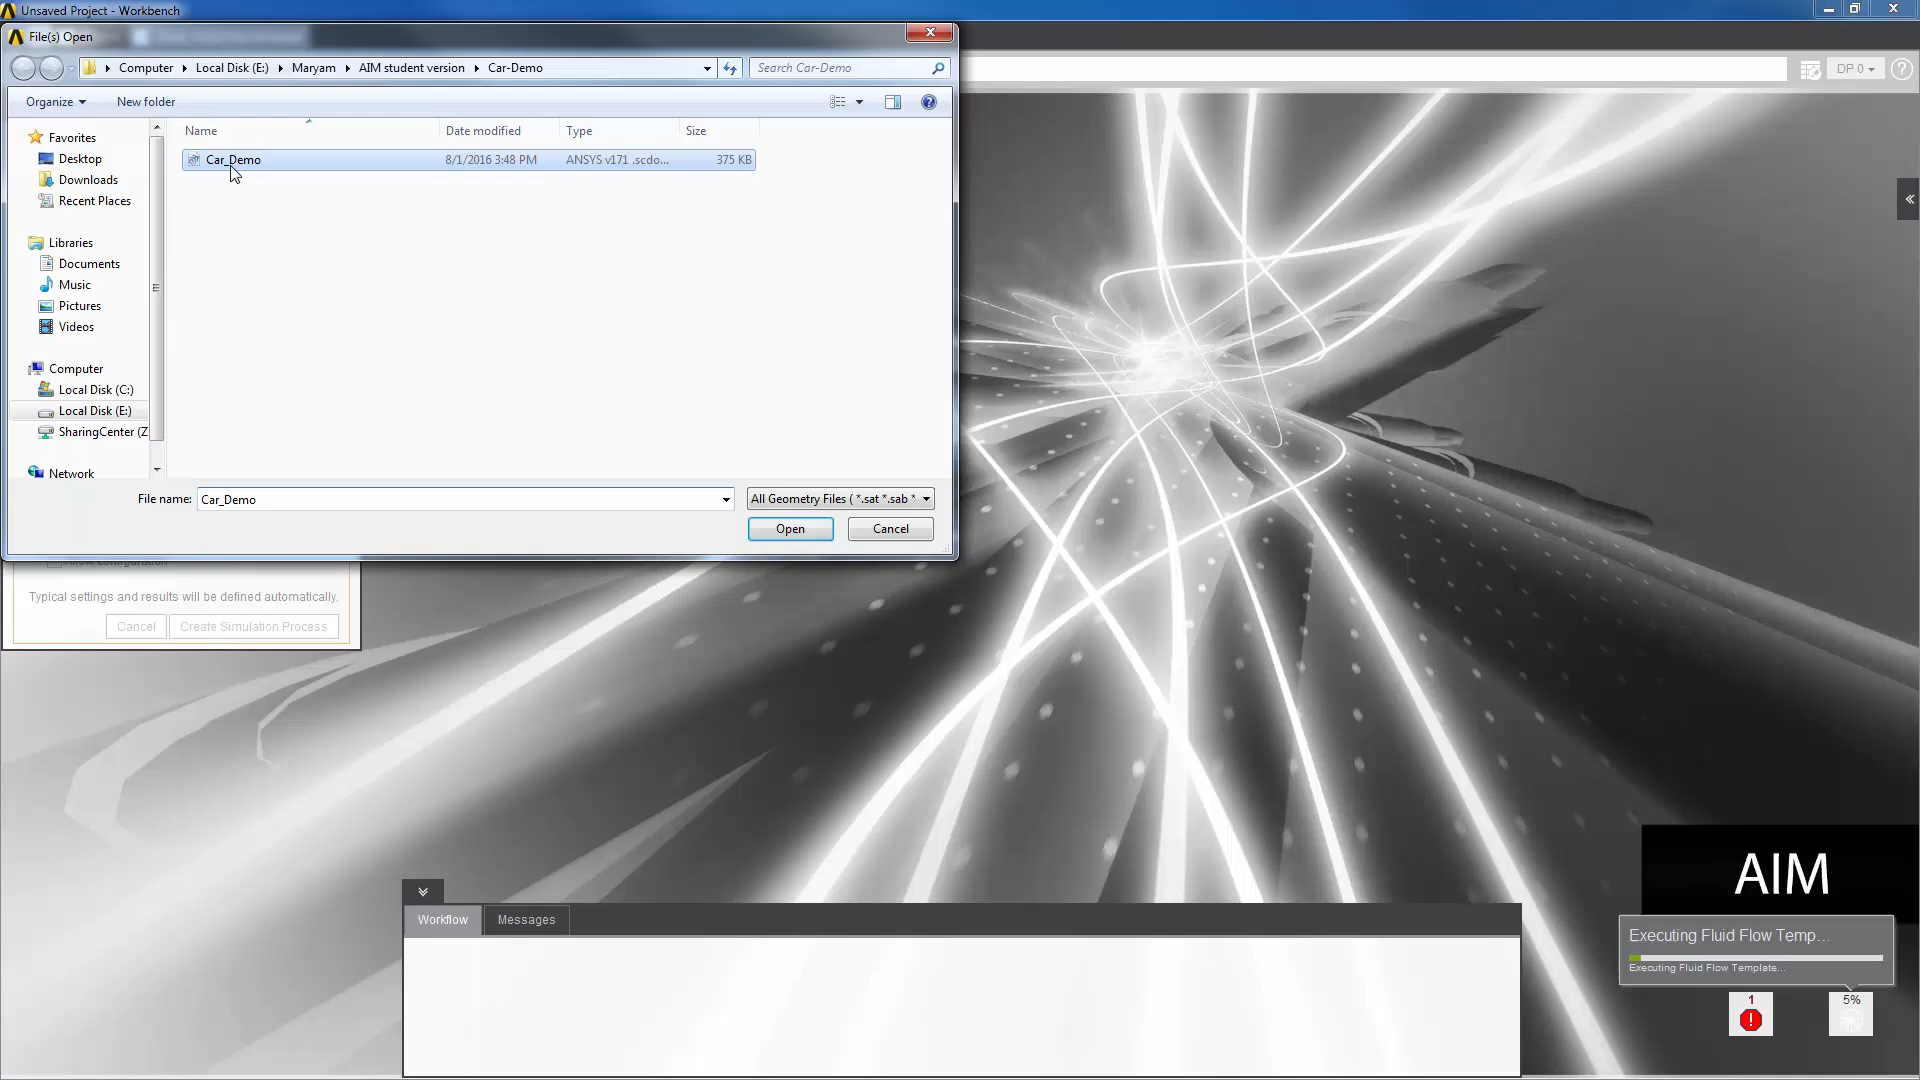 Unsaved Project - Workbench
File(s) Open
Computer Local Disk (E:) Maryam AIM student version Car-Demo
Search Car-Demo
DP 0
Organize
New folder
Name Date modified Type Size
Car_Demo 8/1/2016 3:48 PM ANSYS v171 .scdo... 375 KB
Favorites
Desktop
Downloads
Recent Places
Libraries
Documents
Music
Pictures
Videos
Computer
Local Disk (C:)
Local Disk (E:)
SharingCenter (Z
Network
File name: Car_Demo
All Geometry Files ( *.sat *.sab *
Open
Cancel
Allow configuration
Typical settings and results will be defined automatically.
Cancel
Create Simulation Process
AIM
Workflow
Messages
Executing Fluid Flow Temp...
Executing Fluid Flow Template...
1
5%